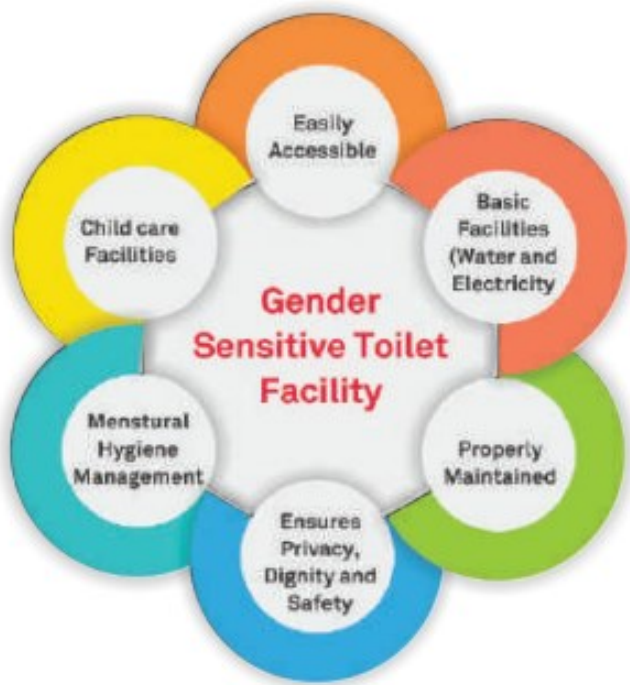 Easily
Accessible
Basic
Facilities
(Water and
Electricity
Properly
Maintained
Ensures
Privacy,
Dignity and
Safety
Menstural
Hygiene
Management
Child care
Facilities
Gender
Sensitive Toilet
Facility